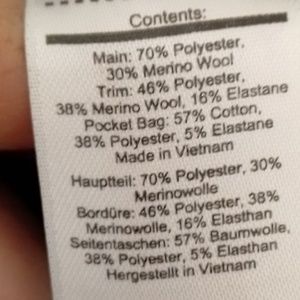 Contents:
Main: 70% Polyester,
30% Merino Wool
Trim: 46% Polyester,
38% Merino Wool, 16% Elastane
Pocket Bag: 57% Cotton,
38% Polyester, 5% Elastane
Made in Vietnam
Hauptteil: 70% Polyester, 30%
Merinowolle
Bordüre: 46% Polyester, 38%
Merinowolle, 16% Elasthan
Seitentaschen: 57% Baumwolle,
38% Polyester, 5% Elasthan
Hergestellt in Vietnam